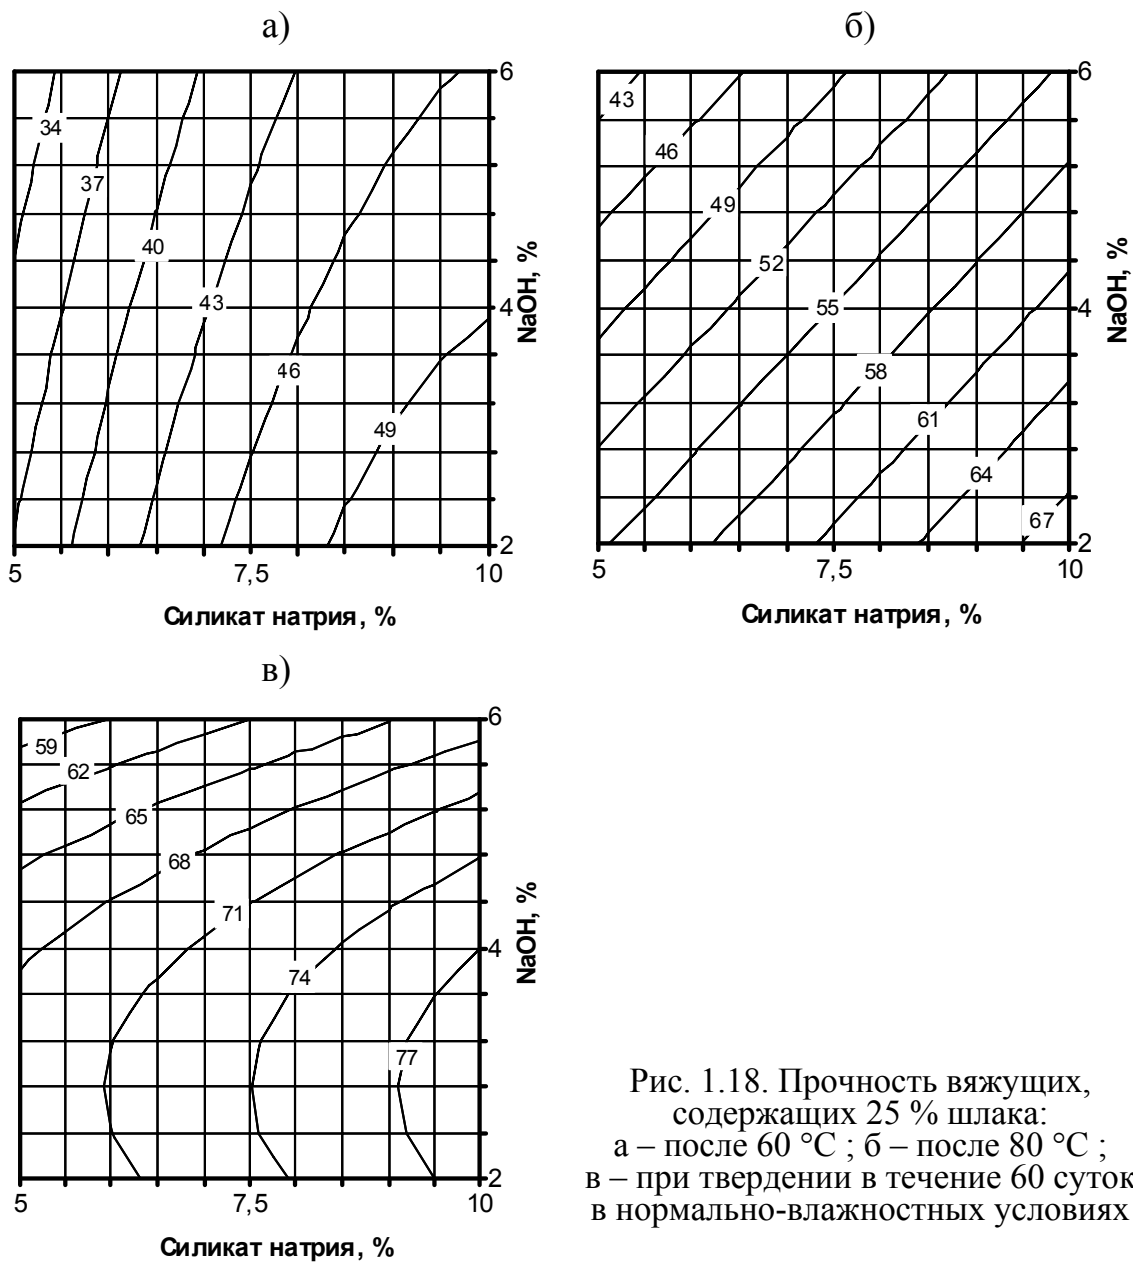 а)
б)
6
34
37
40
43
46
49
4
2
5
7,5
10
NaOH, %
Силикат натрия, %
6
43
46
49
52
55
58
61
64
67
4
2
5
7,5
10
NaOH, %
Силикат натрия, %
в)
6
59
62
65
68
71
74
77
4
2
5
7,5
10
NaOH, %
Силикат натрия, %
Рис. 1.18. Прочность вяжущих,
содержащих 25 % шлака:
а – после 60 °С ; б – после 80 °С ;
в – при твердении в течение 60 суток
в нормально-влажностных условиях